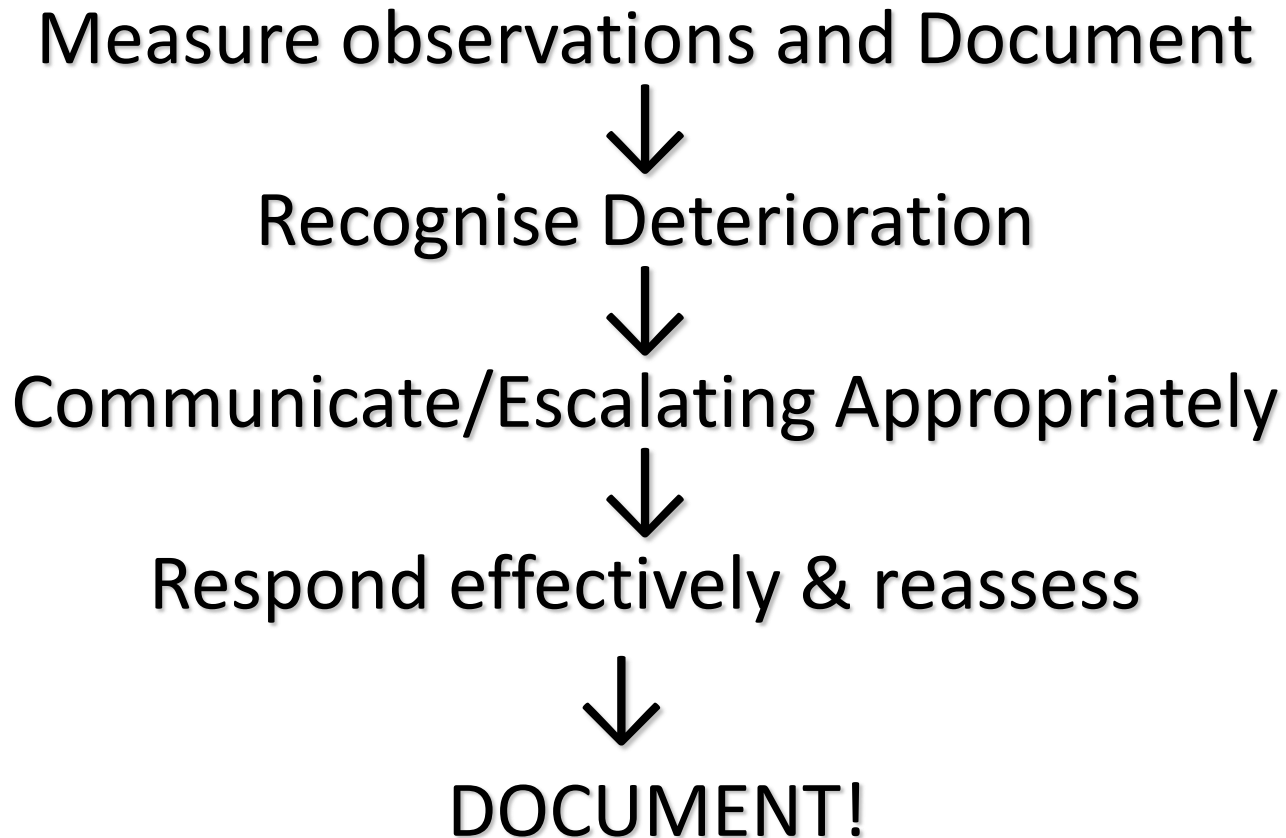 Measure observations and Document
Recognise Deterioration
Communicate/Escalating Appropriately
Respond effectively & reassess
DOCUMENT!